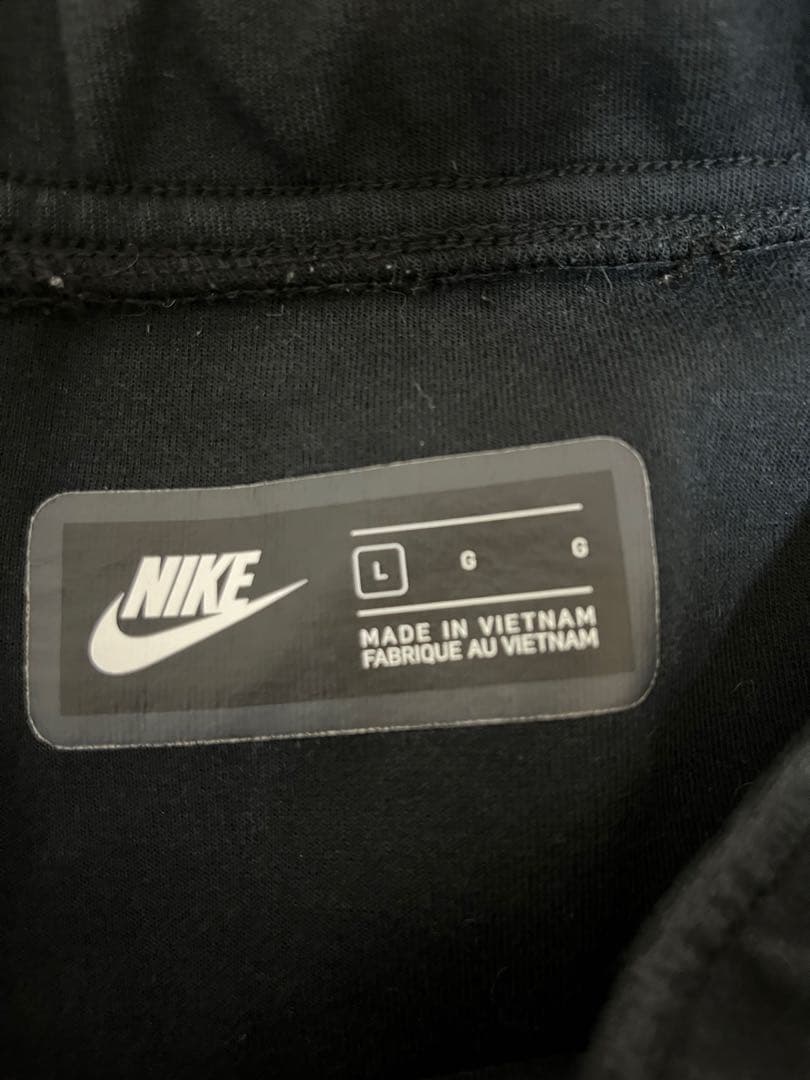 NIKE
L G G
MADE IN VIETNAM
FABRIQUE AU VIETNAM